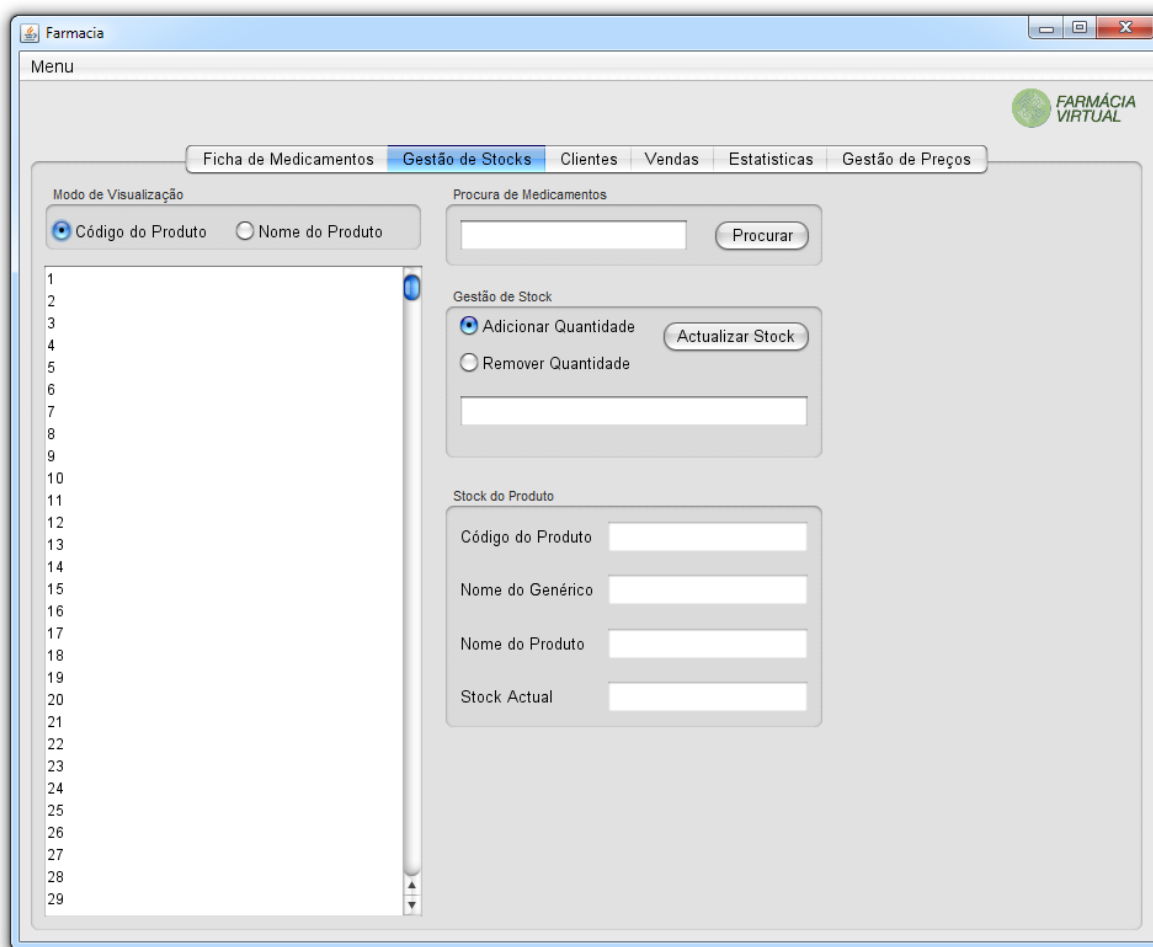 Farmacia
Menu
FARMÁCIA
VIRTUAL
Ficha de Medicamentos Gestão de Stocks Clientes Vendas Estatisticas Gestão de Preços
Modo de Visualização
Código do Produto Nome do Produto
1
2
3
4
5
6
7
8
9
10
11
12
13
14
15
16
17
18
19
20
21
22
23
24
25
26
27
28
29
Procura de Medicamentos
Procurar
Gestão de Stock
Adicionar Quantidade
Actualizar Stock
Remover Quantidade
Stock do Produto
Código do Produto
Nome do Genérico
Nome do Produto
Stock Actual